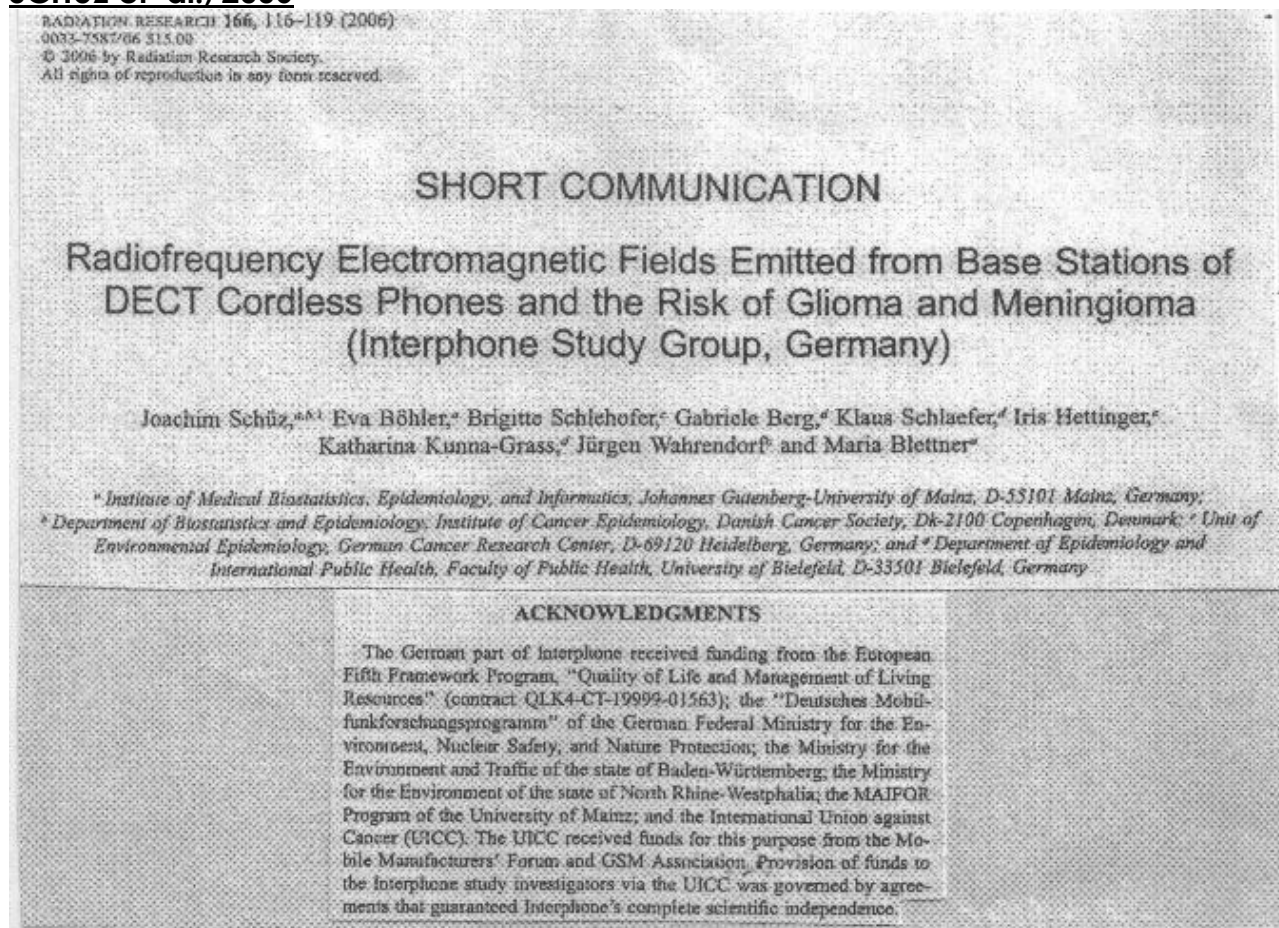 Schüz et al., 2006
RADIATION RESEARCH 166, 116–119 (2006)
0033-7587/06 $15.00
© 2006 by Radiation Research Society.
All rights of reproduction in any form reserved.
SHORT COMMUNICATION
Radiofrequency Electromagnetic Fields Emitted from Base Stations of
DECT Cordless Phones and the Risk of Glioma and Meningioma
(Interphone Study Group, Germany)
Joachim Schüz,a,b,1 Eva Böhler,a Brigitte Schlehofer,c Gabriele Berg,d Klaus Schlaefer,d Iris Hettinger,c
Katharina Kunna-Grass,d Jürgen Wahrendorf and Maria Blettnera
a Institute of Medical Biostatistics, Epidemiology, and Informatics, Johannes Gutenberg-University of Mainz, D-55101 Mainz, Germany;
b Department of Biostatistics and Epidemiology, Institute of Cancer Epidemiology, Danish Cancer Society, Dk-2100 Copenhagen, Denmark; c Unit of
Environmental Epidemiology, German Cancer Research Center, D-69120 Heidelberg, Germany; and d Department of Epidemiology and
International Public Health, Faculty of Public Health, University of Bielefeld, D-33501 Bielefeld, Germany
ACKNOWLEDGMENTS
The German part of Interphone received funding from the European
Fifth Framework Program, "Quality of Life and Management of Living
Resources" (contract QLK4-CT-19999-01563); the "Deutsches Mobil-
funkforschungsprogramm" of the German Federal Ministry for the En-
vironment, Nuclear Safety, and Nature Protection; the Ministry for the
Environment and Traffic of the state of Baden-Württemberg; the Ministry
for the Environment of the state of North Rhine-Westphalia; the MAIFOR
Program of the University of Mainz; and the International Union against
Cancer (UICC). The UICC received funds for this purpose from the Mo-
bile Manufacturers' Forum and GSM Association. Provision of funds to
the Interphone study investigators via the UICC was governed by agree-
ments that guaranteed Interphone's complete scientific independence.